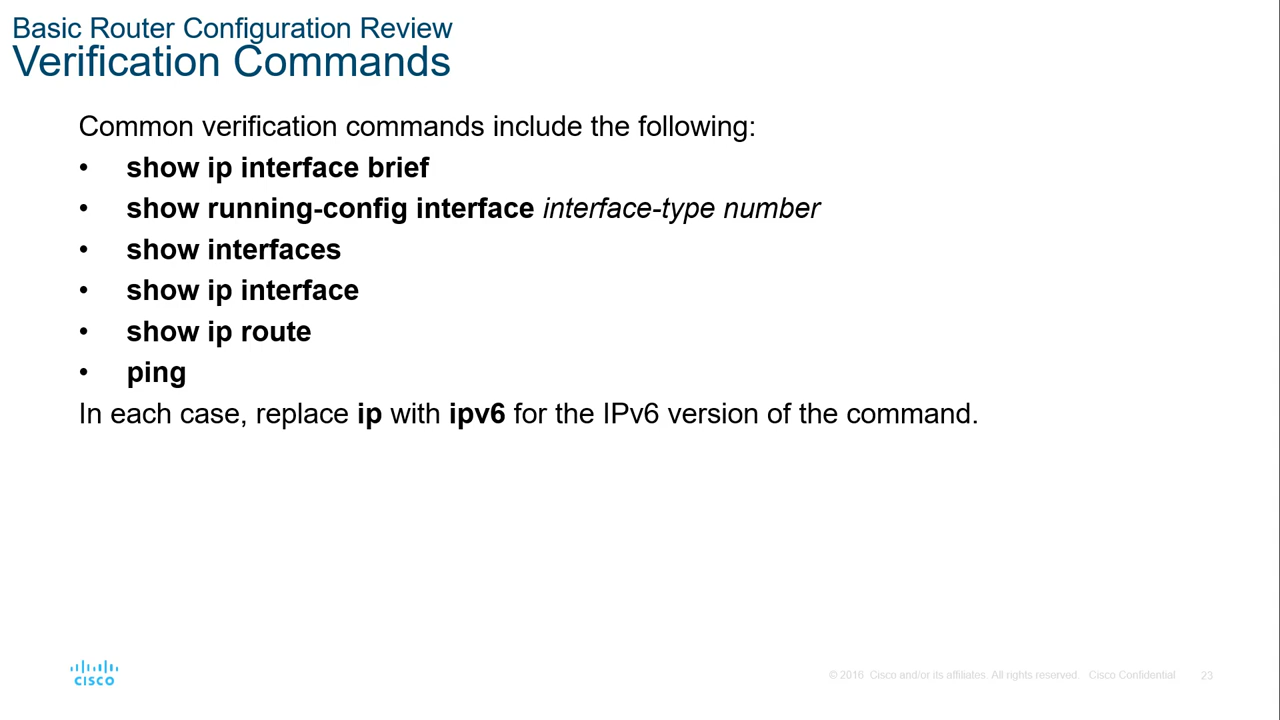 Basic Router Configuration Review
Verification Commands
Common verification commands include the following:
• show ip interface brief
• show running-config interface interface-type number
• show interfaces
• show ip interface
• show ip route
• ping
In each case, replace ip with ipv6 for the IPv6 version of the command.
CISCO
© 2016 Cisco and/or its affiliates. All rights reserved. Cisco Confidential 23